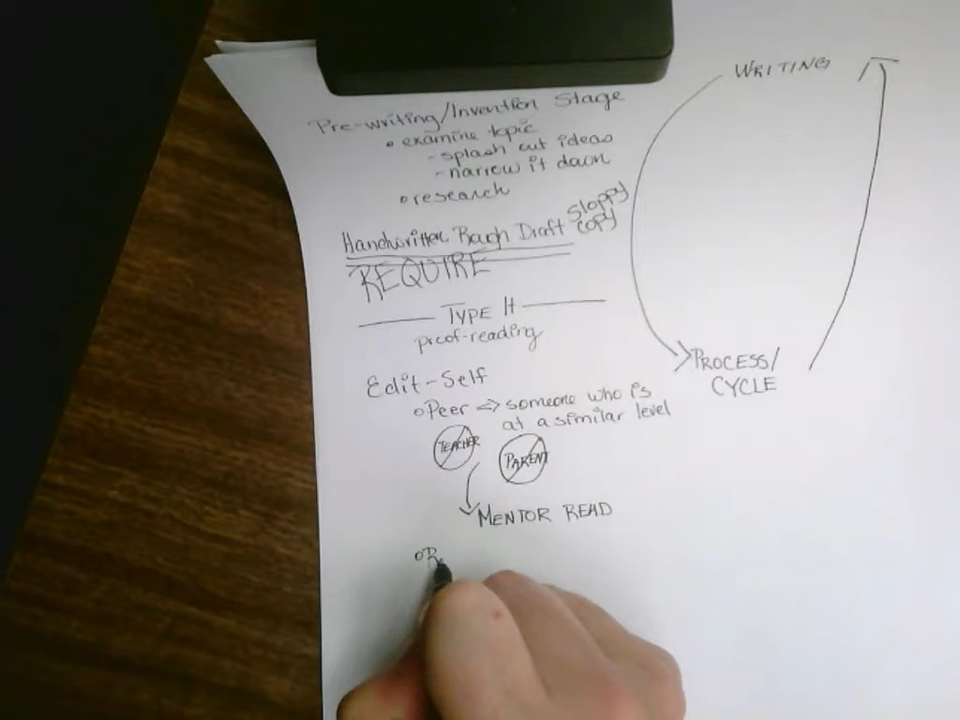 Pre-writing/Invention Stage
examine topic
-splash out ideas
-narrow it down
research
Handwritten Rough Draft sloppy copy
REQUIRE
TYPE It
proof-reading
Edit-Self
Peer => someone who is
at a similar level
TEACHER PARENT
MENTOR READ
WRITING
PROCESS/
CYCLE